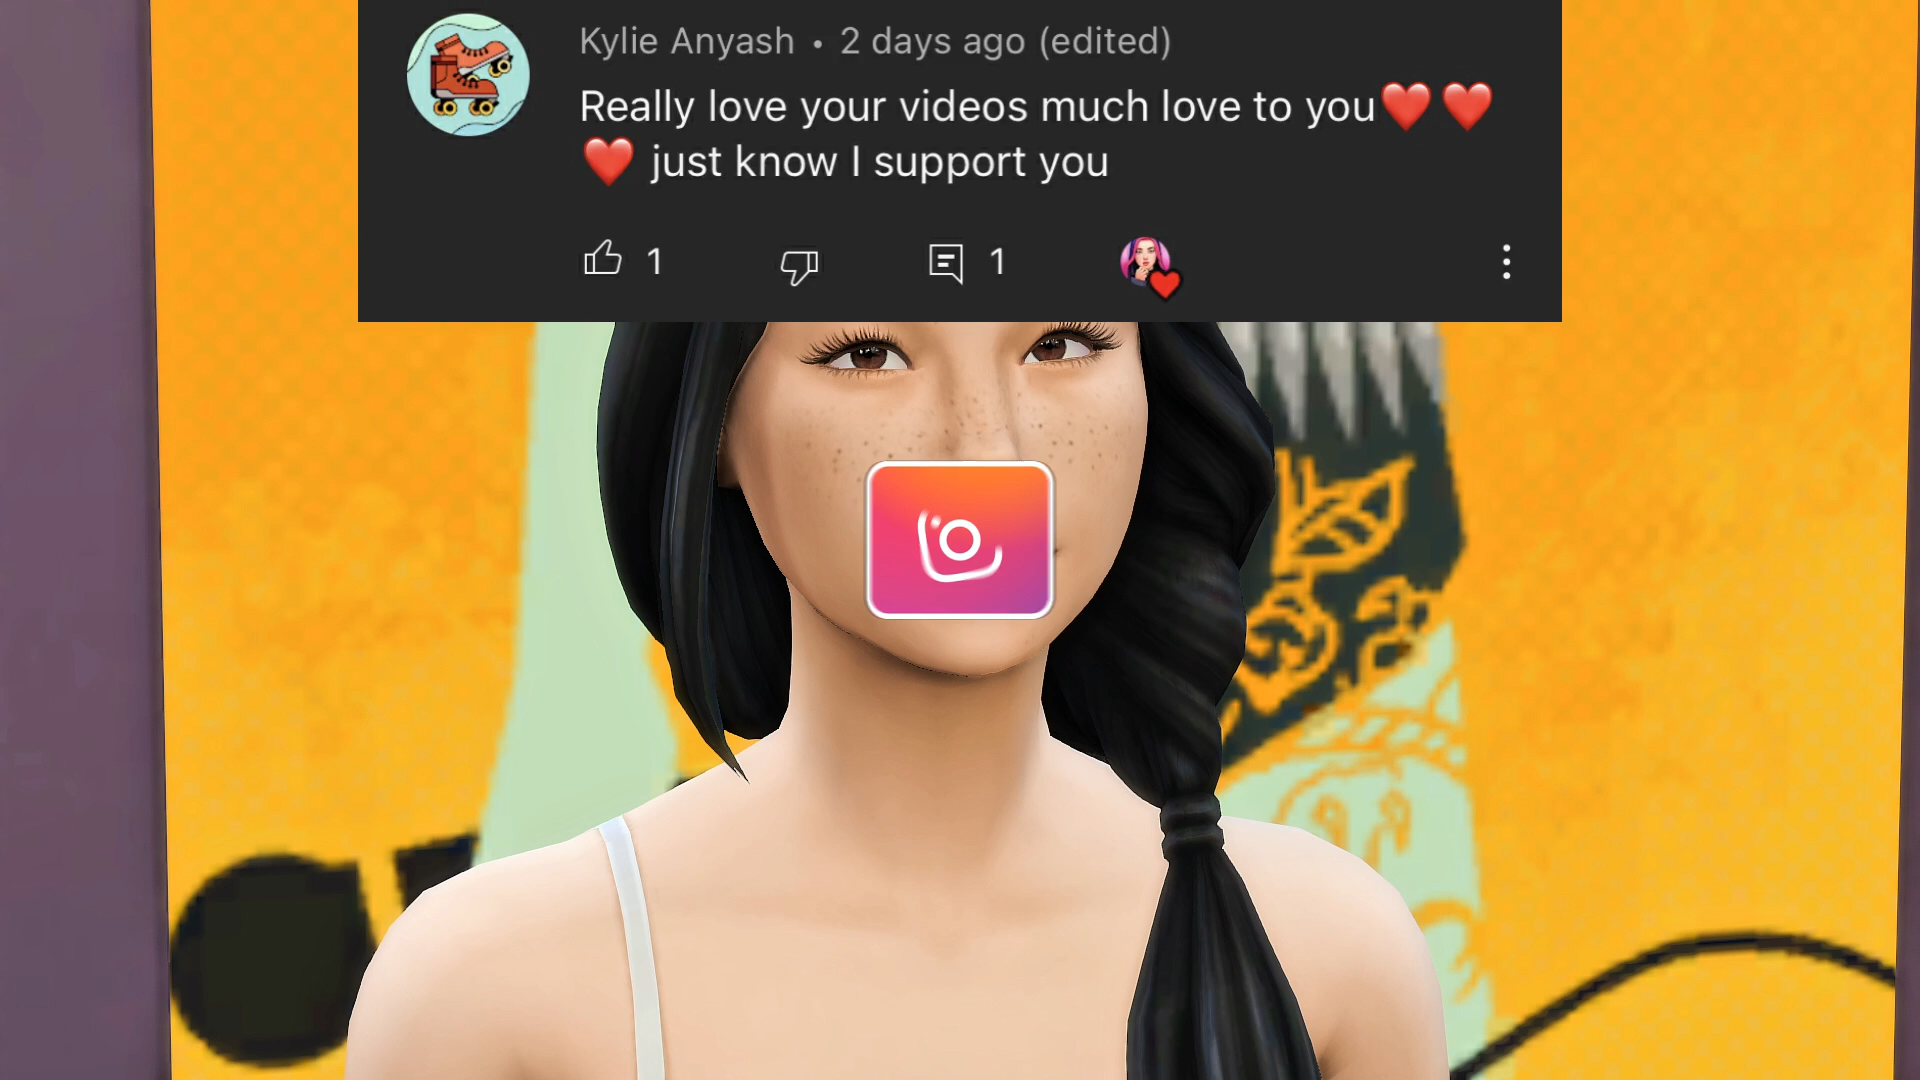 Kylie Anyash • 2 days ago (edited)
Really love your videos much love to you❤️❤️
❤️ just know I support you
1
1